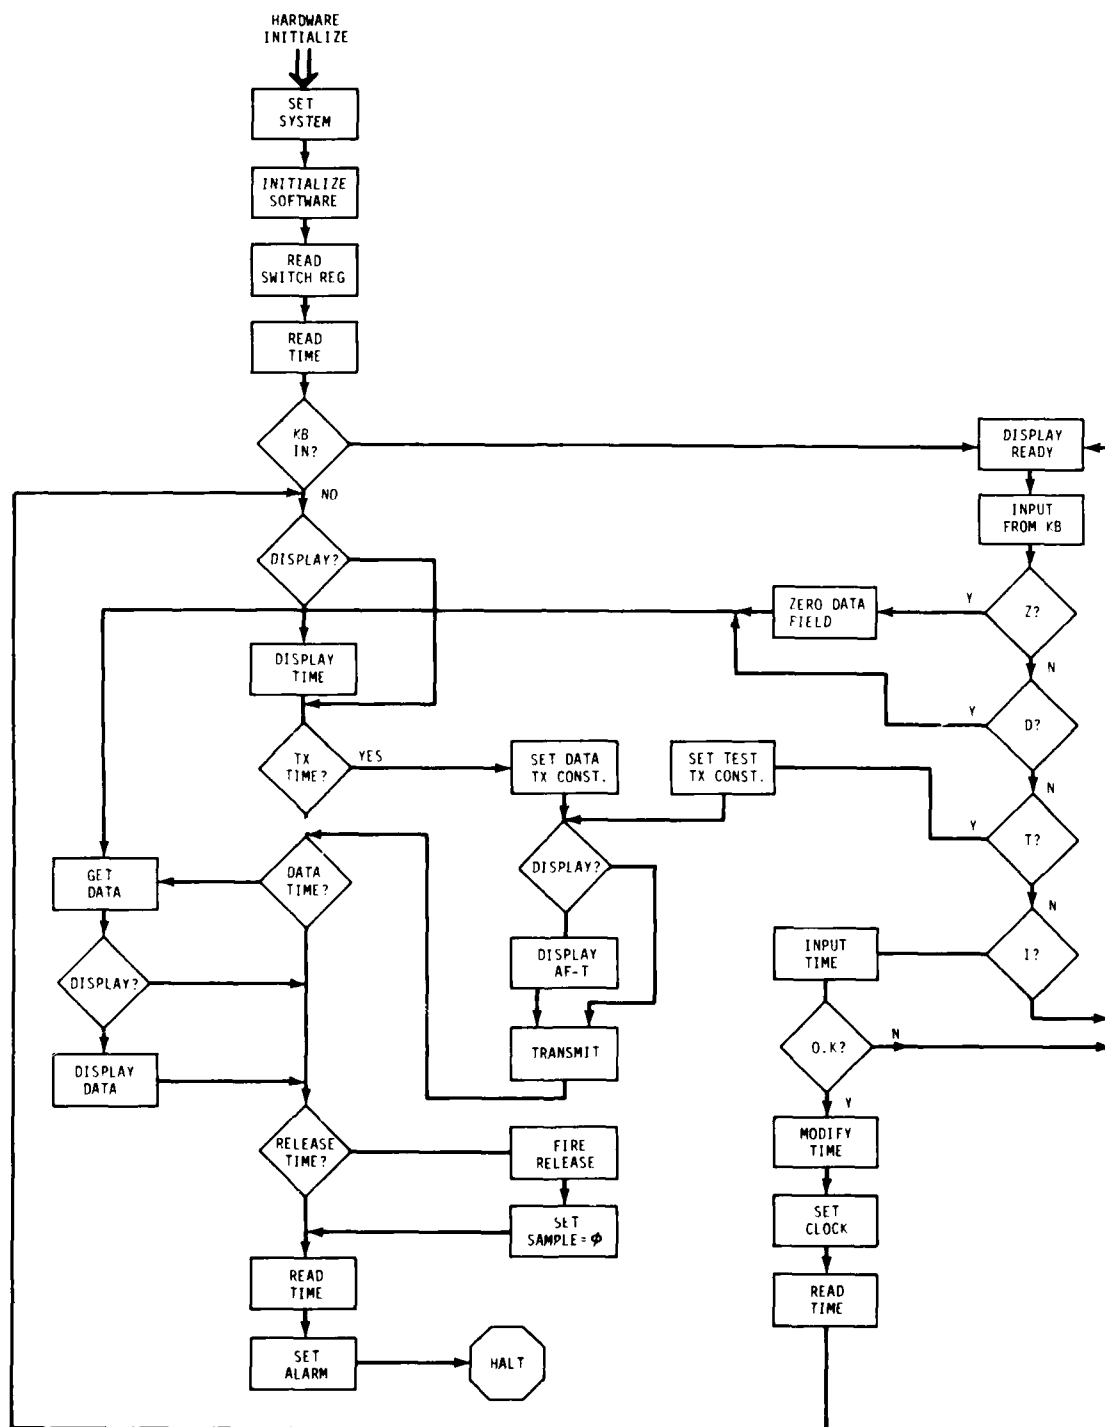 HARDWARE
INITIALIZE
SET
SYSTEM
INITIALIZE
SOFTWARE
READ
SWITCH REG
READ
TIME
KB
IN?
NO
DISPLAY
READY
INPUT
FROM KB
DISPLAY?
Z?
Y
N
ZERO DATA
FIELD
DISPLAY
TIME
D?
Y
N
TX
TIME?
YES
SET DATA
TX CONST.
SET TEST
TX CONST.
T?
Y
N
GET
DATA
DATA
TIME?
DISPLAY?
INPUT
TIME
I?
DISPLAY?
DISPLAY
AF-T
O.K?
N
Y
DISPLAY
DATA
TRANSMIT
RELEASE
TIME?
FIRE
RELEASE
MODIFY
TIME
SET
SAMPLE=ϕ
SET
CLOCK
READ
TIME
READ
TIME
SET
ALARM
HALT